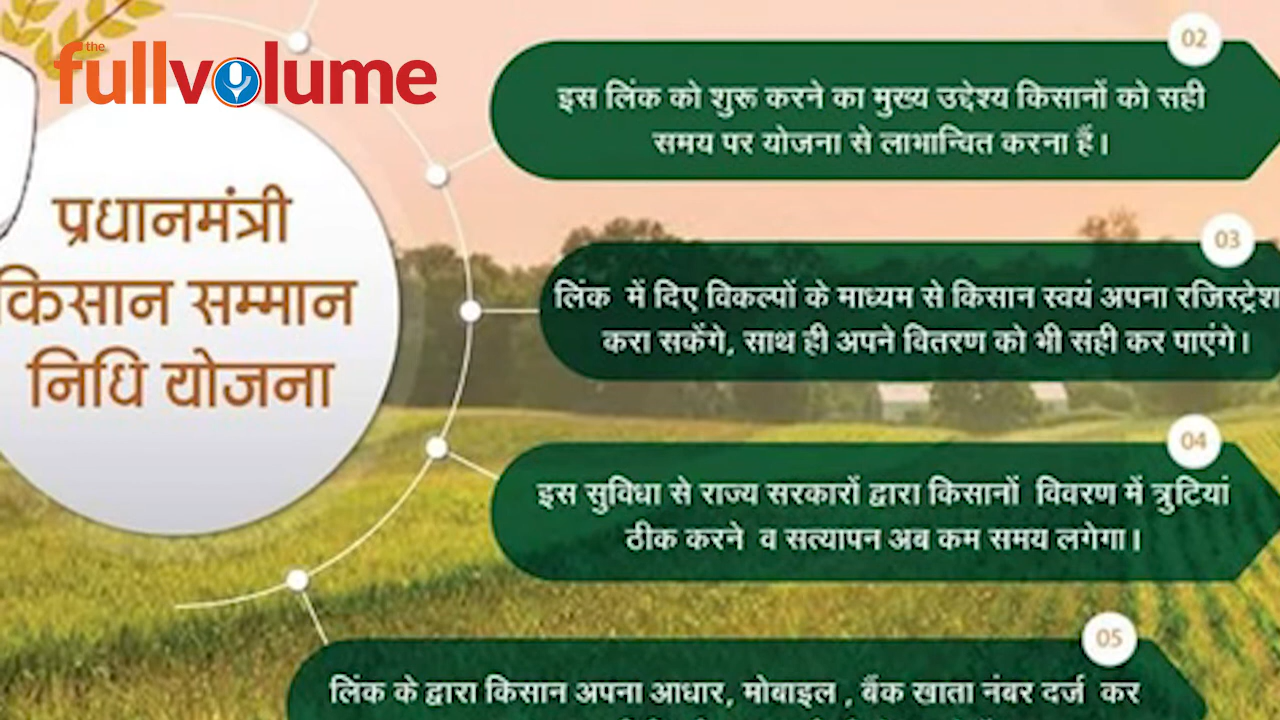 the
fullvolume
प्रधानमंत्री
किसान सम्मान
निधि योजना
02
इस लिंक को शुरू करने का मुख्य उद्देश्य किसानों को सही
समय पर योजना से लाभान्वित करना हैं।
03
लिंक में दिए विकल्पों के माध्यम से किसान स्वयं अपना
करा सकेंगे, साथ ही अपने वितरण को भी सही कर पाएंगे।
04
इस सुविधा से राज्य सरकारों द्वारा किसानों विवरण में त्रुटियां
ठीक करने व सत्यापन अब कम समय लगेगा।
05
लिंक के द्वारा किसान अपना आधार, मोबाइल , बैंक खाता नंबर दर्ज कर